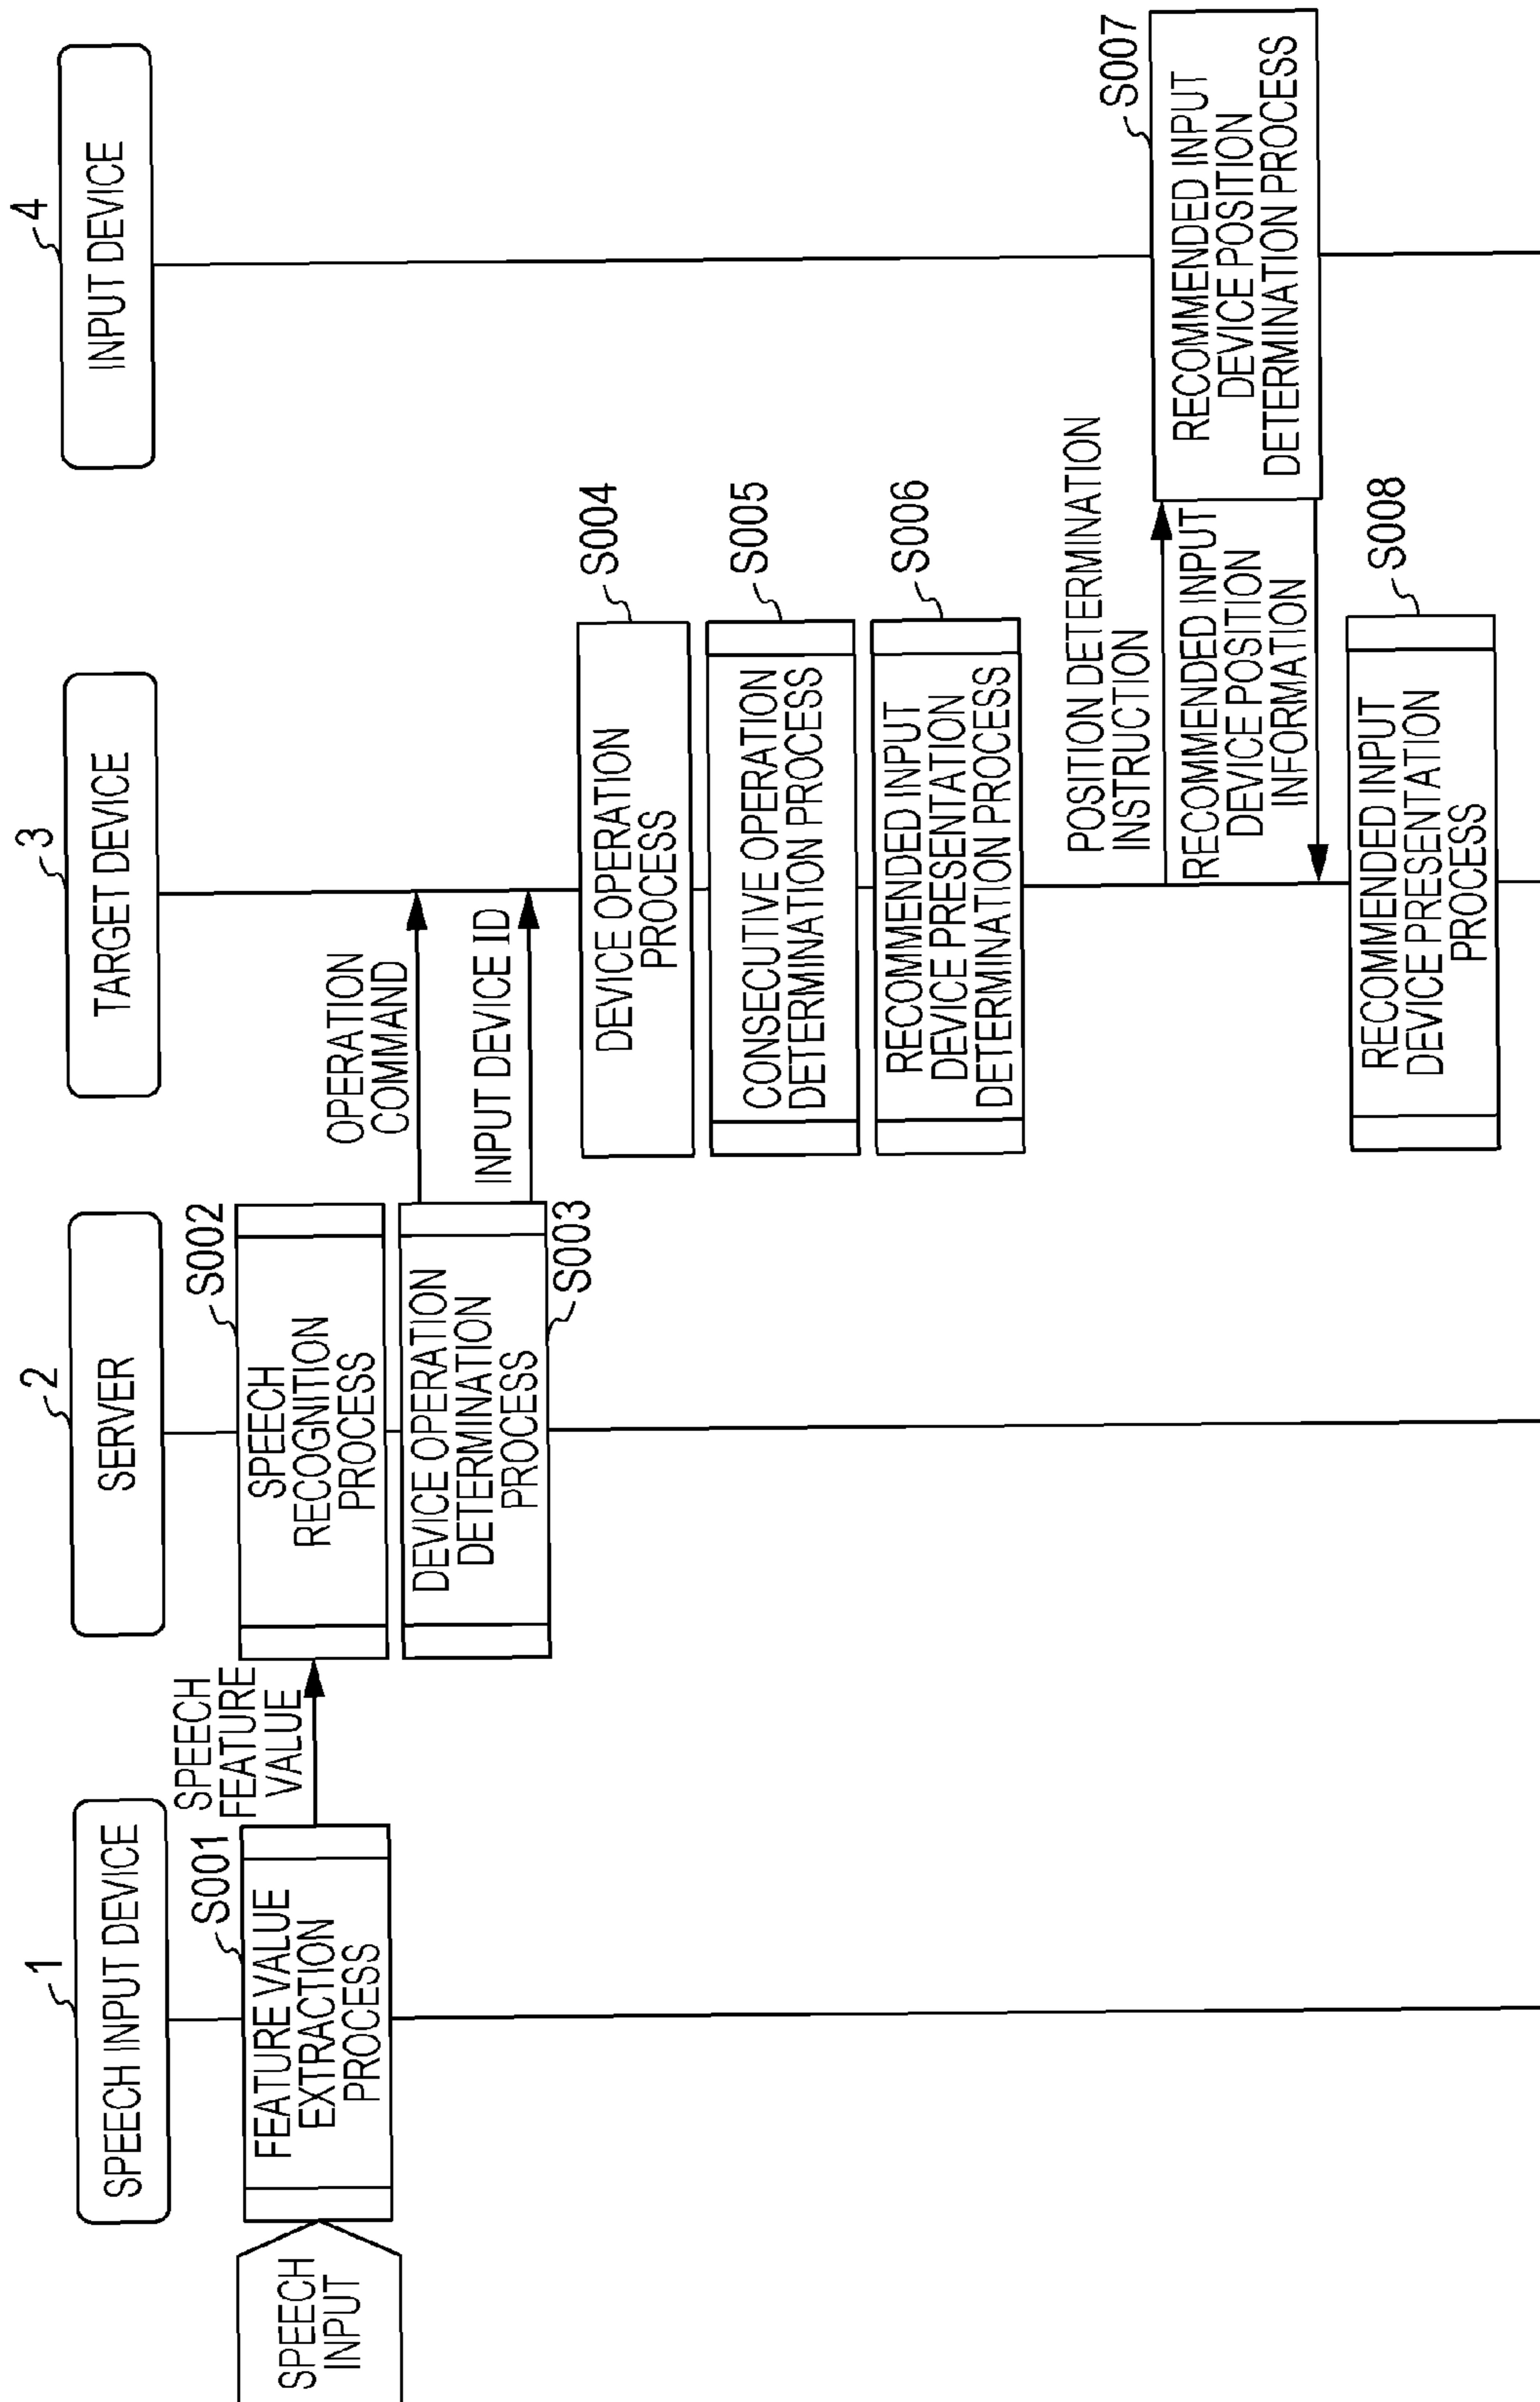 1
SPEECH INPUT DEVICE
2
SERVER
3
TARGET DEVICE
4
INPUT DEVICE
SPEECH
INPUT
S001
FEATURE VALUE
EXTRACTION
PROCESS
SPEECH
FEATURE
VALUE
S002
SPEECH
RECOGNITION
PROCESS
DEVICE OPERATION
DETERMINATION
PROCESS
S003
OPERATION
COMMAND
INPUT DEVICE ID
S004
DEVICE OPERATION
PROCESS
S005
CONSECUTIVE OPERATION
DETERMINATION PROCESS
S006
RECOMMENDED INPUT
DEVICE PRESENTATION
DETERMINATION PROCESS
POSITION DETERMINATION
INSTRUCTION
S007
RECOMMENDED INPUT
DEVICE POSITION
DETERMINATION PROCESS
RECOMMENDED INPUT
DEVICE POSITION
INFORMATION
S008
RECOMMENDED INPUT
DEVICE PRESENTATION
PROCESS